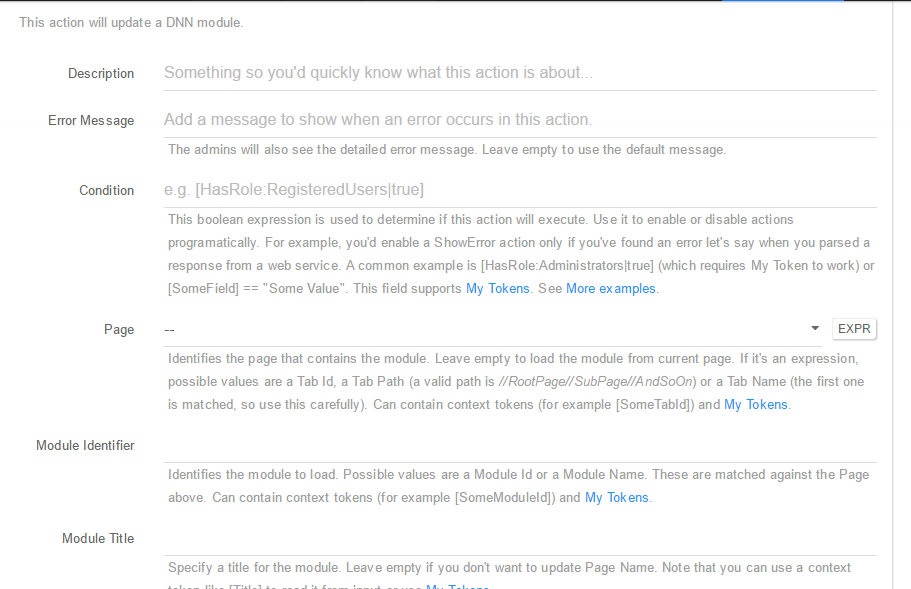 This action will update a DNN module.
Description
Something so you'd quickly know what this action is about...
Error Message
Add a message to show when an error occurs in this action.
The admins will also see the detailed error message. Leave empty to use the default message.
Condition
e.g. [HasRole:RegisteredUsers|true]
This boolean expression is used to determine if this action will execute. Use it to enable or disable actions
programatically. For example, you'd enable a ShowError action only if you've found an error let's say when you parsed a
response from a web service. A common example is [HasRole:Administrators|true] (which requires My Token to work) or
[SomeField] == "Some Value". This field supports My Tokens. See More examples.
Page
--
EXPR
Identifies the page that contains the module. Leave empty to load the module from current page. If it's an expression,
possible values are a Tab Id, a Tab Path (a valid path is //RootPage//SubPage//AndSoOn) or a Tab Name (the first one
is matched, so use this carefully). Can contain context tokens (for example [SomeTabId]) and My Tokens.
Module Identifier
Identifies the module to load. Possible values are a Module Id or a Module Name. These are matched against the Page
above. Can contain context tokens (for example [SomeModuleId]) and My Tokens.
Module Title
Specify a title for the module. Leave empty if you don't want to update Page Name. Note that you can use a context
token like [Title] to read it from input or use My Tokens.